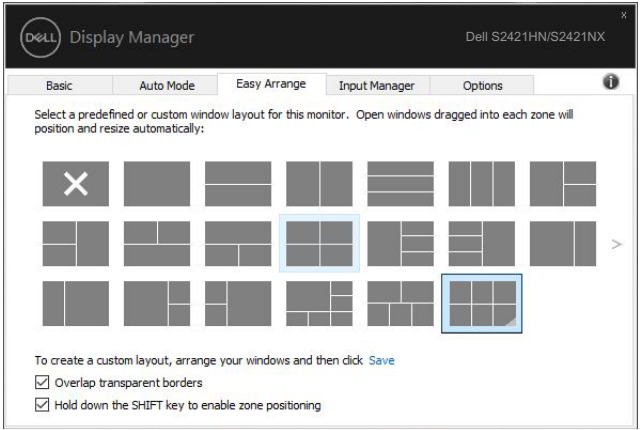 x
DELL Display Manager
Dell S2421HN/S2421NX
Basic
Auto Mode
Easy Arrange
Input Manager
Options
Select a predefined or custom window layout for this monitor. Open windows dragged into each zone will
position and resize automatically:
To create a custom layout, arrange your windows and then click Save
Overlap transparent borders
Hold down the SHIFT key to enable zone positioning